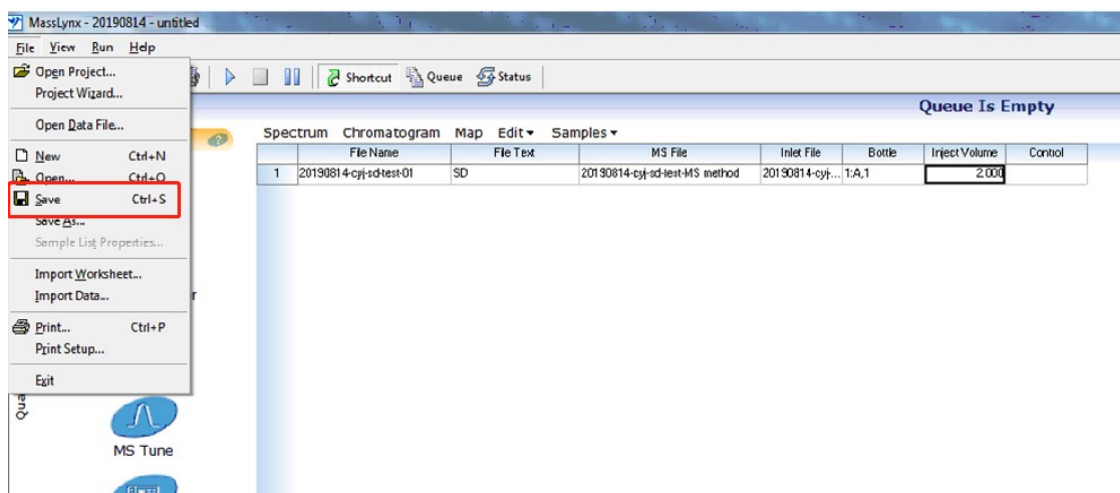 MassLynx - 20190814 - untitled
File View Run Help
Open Project...
Project Wizard...
Open Data File...
New Ctrl+N
Open... Ctrl+O
Save Ctrl+S
Save As...
Sample List Properties...
Import Worksheet...
Import Data...
Print... Ctrl+P
Print Setup...
Exit
Shortcut Queue Status
Queue Is Empty
Spectrum Chromatogram Map Edit Samples
File Name File Text MS File Inlet File Bottle Inject Volume Control
1 20190814-cyj-sd-test-01 SD 20190814-cyj-sd-test-MS method 20190814-cyj-... 1:A,1 2.000
Que
MS Tune